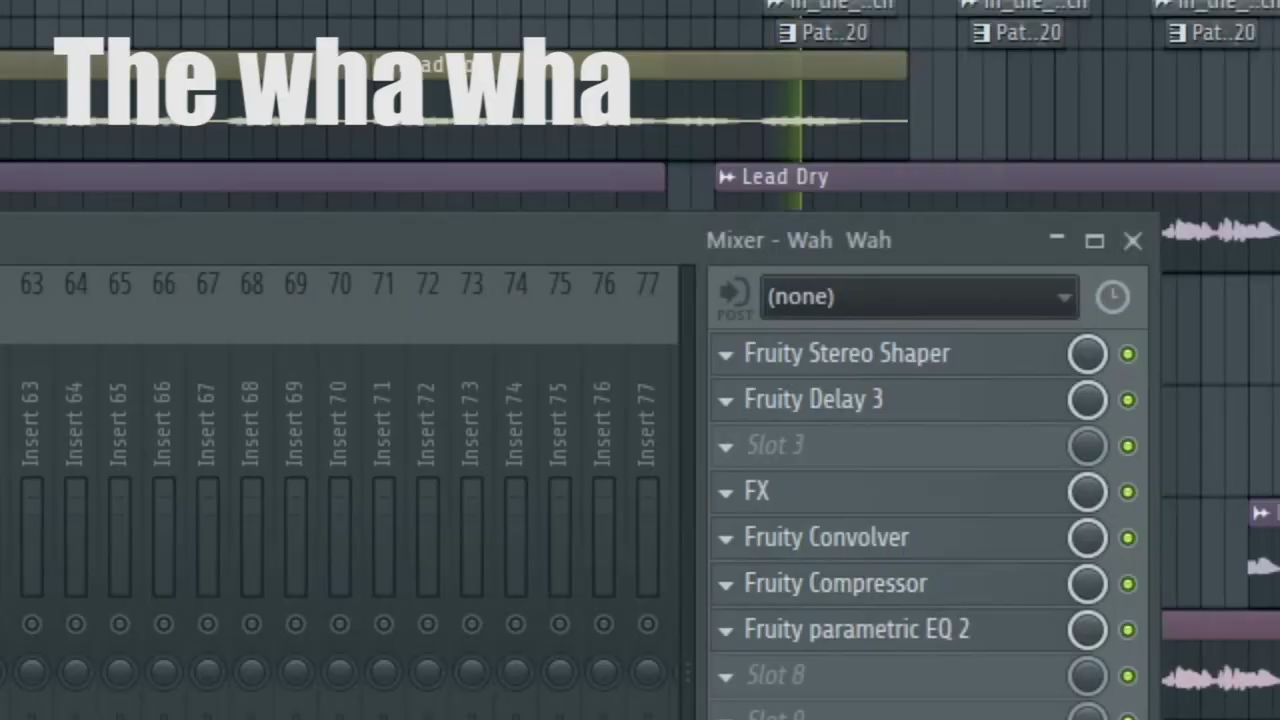 Pat..20 Pat..20 Pat..20
The wha wha
Lead Dry
Mixer - Wah Wah
63 64 65 66 67 68 69 70 71 72 73 74 75 76 77
(none)
POST
Fruity Stereo Shaper
Fruity Delay 3
Slot 3
FX
Fruity Convolver
Fruity Compressor
Fruity parametric EQ 2
Slot 8
Insert 63
Insert 64
Insert 65
Insert 66
Insert 67
Insert 68
Insert 69
Insert 70
Insert 71
Insert 72
Insert 73
Insert 74
Insert 75
Insert 76
Insert 77